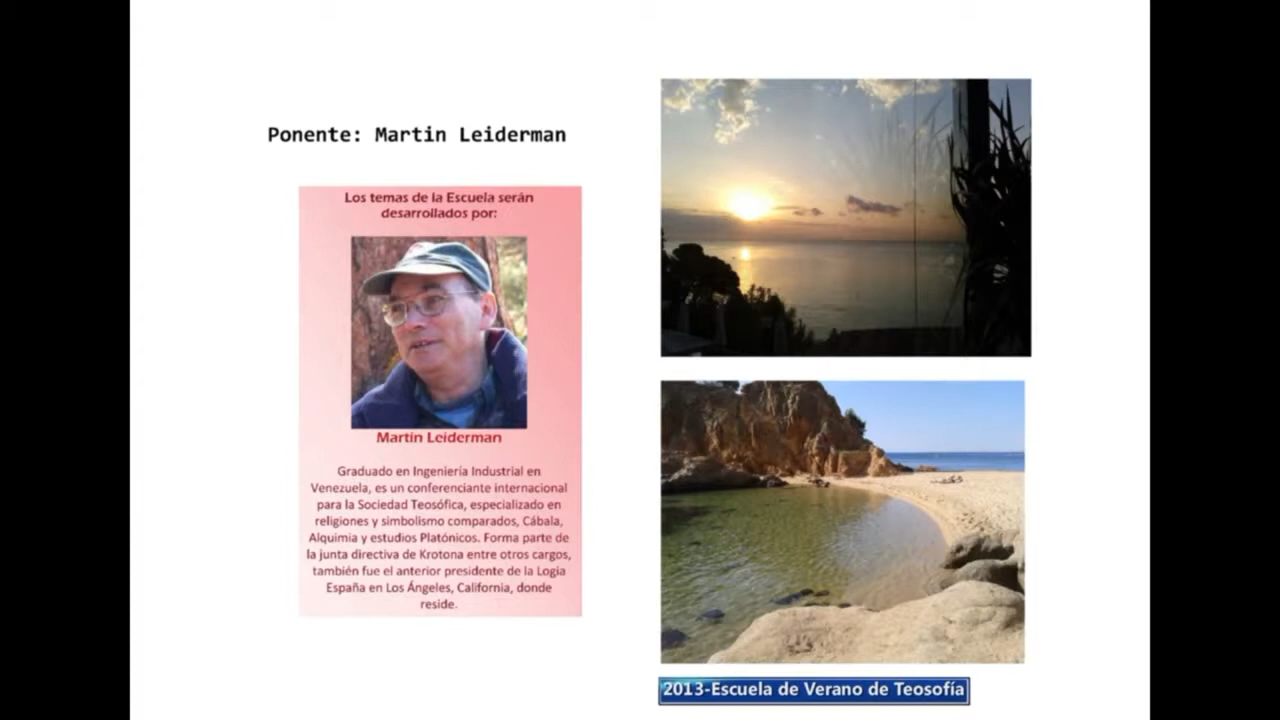 Ponente: Martin Leiderman
Los temas de la Escuela serán
desarrollados por:
Martín Leiderman
Graduado en Ingeniería Industrial en
Venezuela, es un conferenciante internacional
para la Sociedad Teosófica, especializado en
religiones y simbolismo comparados, Cábala,
Alquimia y estudios Platónicos. Forma parte de
la junta directiva de Krotona entre otros cargos,
también fue el anterior presidente de la Logia
España en Los Ángeles, California, donde
reside.
2013-Escuela de Verano de Teosofía